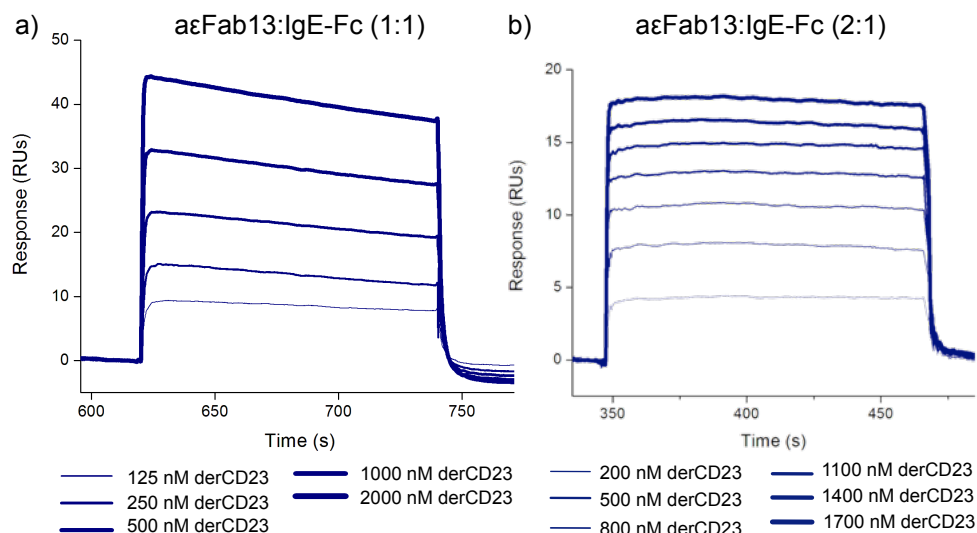 a) aεFab13:IgE-Fc (1:1)
50
40
30
20
10
0
Response (RUs)
600 650 700 750
Time (s)
125 nM derCD23
250 nM derCD23
500 nM derCD23
1000 nM derCD23
2000 nM derCD23
b) aεFab13:IgE-Fc (2:1)
20
15
10
5
0
Response (RUs)
350 400 450
Time (s)
200 nM derCD23
500 nM derCD23
800 nM derCD23
1100 nM derCD23
1400 nM derCD23
1700 nM derCD23